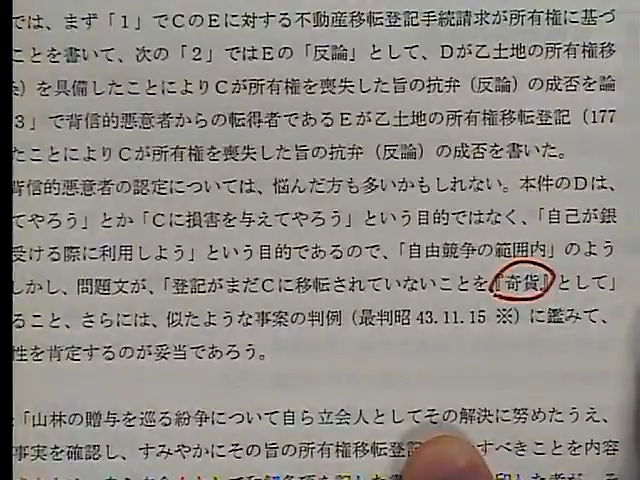 では、まず「１」でＣのＥに対する不動産移転登記手続請求が所有権に基づ
ことを書いて、次の「２」ではＥの「反論」として、Ｄが乙土地の所有権移
）を具備したことによりＣが所有権を喪失した旨の抗弁（反論）の成否を論
３」で背信的悪意者からの転得者であるＥが乙土地の所有権移転登記（177
たことによりＣが所有権を喪失した旨の抗弁（反論）の成否を書いた。
背信的悪意者の認定については、悩んだ方も多いかもしれない。本件のＤは、
てやろう」とか「Ｃに損害を与えてやろう」という目的ではなく、「自己が銀
受ける際に利用しよう」という目的であるので、「自由競争の範囲内」のよう
しかし、問題文が、「登記がまだＣに移転されていないことを『奇貨』として」
ること、さらには、似たような事案の判例（最判昭 43.11.15 ※）に鑑みて、
性を肯定するのが妥当であろう。
「山林の贈与を巡る紛争について自ら立会人としてその解決に努めたうえ、
事実を確認し、すみやかにその旨の所有権移転登 すべきことを内容